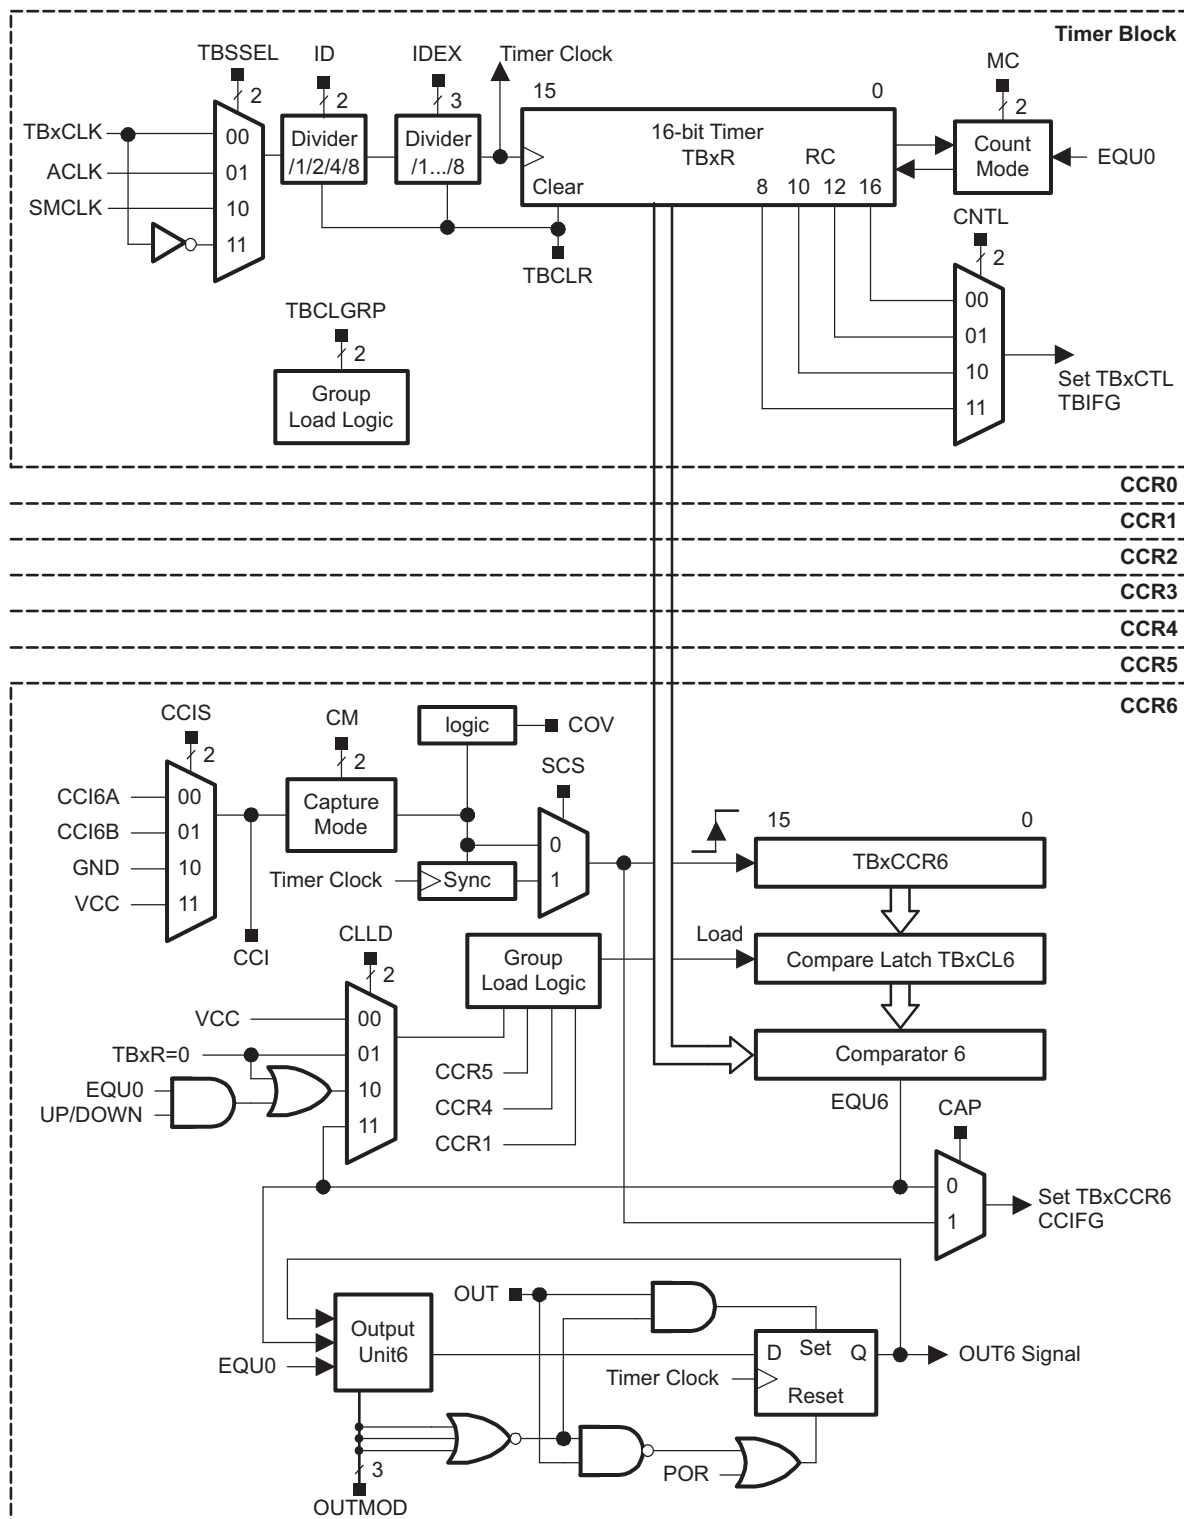 Timer Block
TBSSEL
ID
IDEX
Timer Clock
MC
2
2
3
15
0
2
TBxCLK
ACLK
SMCLK
00
01
10
11
Divider
/1/2/4/8
Divider
/1.../8
16-bit Timer
TBxR
RC
Clear
8
10
12
16
Count
Mode
EQU0
TBCLR
CNTL
2
00
01
10
11
Set TBxCTL
TBIFG
TBCLGRP
2
Group
Load Logic
CCR0
CCR1
CCR2
CCR3
CCR4
CCR5
CCR6
CCIS
2
CM
2
logic
COV
SCS
CCI6A
CCI6B
GND
VCC
00
01
10
11
Capture
Mode
Timer Clock
Sync
0
1
15
0
TBxCCR6
CCI
CLLD
2
Group
Load Logic
Load
Compare Latch TBxCL6
VCC
TBxR=0
EQU0
UP/DOWN
00
01
10
11
CCR5
CCR4
CCR1
Comparator 6
EQU6
CAP
0
1
Set TBxCCR6
CCIFG
OUT
Output
Unit6
EQU0
D
Set
Q
Timer Clock
Reset
OUT6 Signal
3
OUTMOD
POR